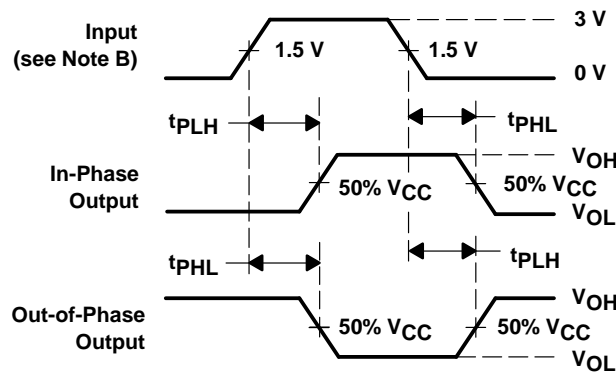 Input
(see Note B)
1.5 V
1.5 V
3 V
0 V
tPLH
tPHL
In-Phase
Output
50% VCC
50% VCC
VOH
VOL
tPHL
tPLH
Out-of-Phase
Output
50% VCC
50% VCC
VOH
VOL